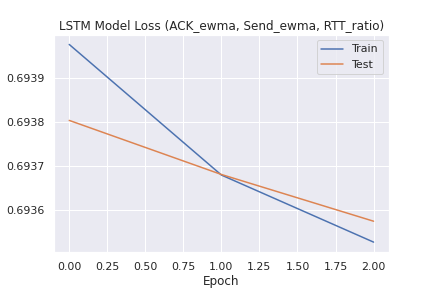 LSTM Model Loss (ACK_ewma, Send_ewma, RTT_ratio)
Train
Test
0.6939
0.6938
0.6937
0.6936
0.00 0.25 0.50 0.75 1.00 1.25 1.50 1.75 2.00
Epoch